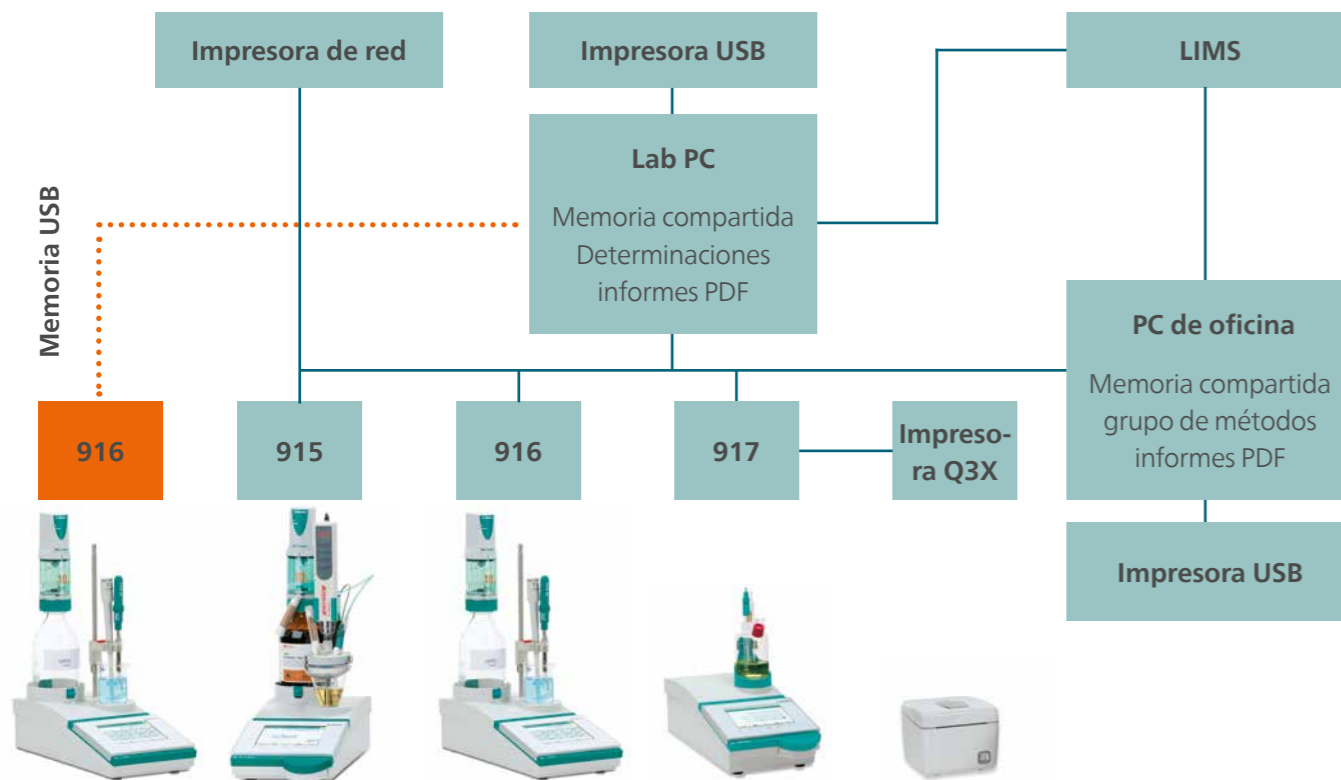 Impresora de red
Impresora USB
LIMS
Lab PC
Memoria compartida
Determinaciones
informes PDF
Memoria USB
PC de oficina
Memoria compartida
grupo de métodos
informes PDF
916
915
916
917
Impreso-
ra Q3X
Impresora USB